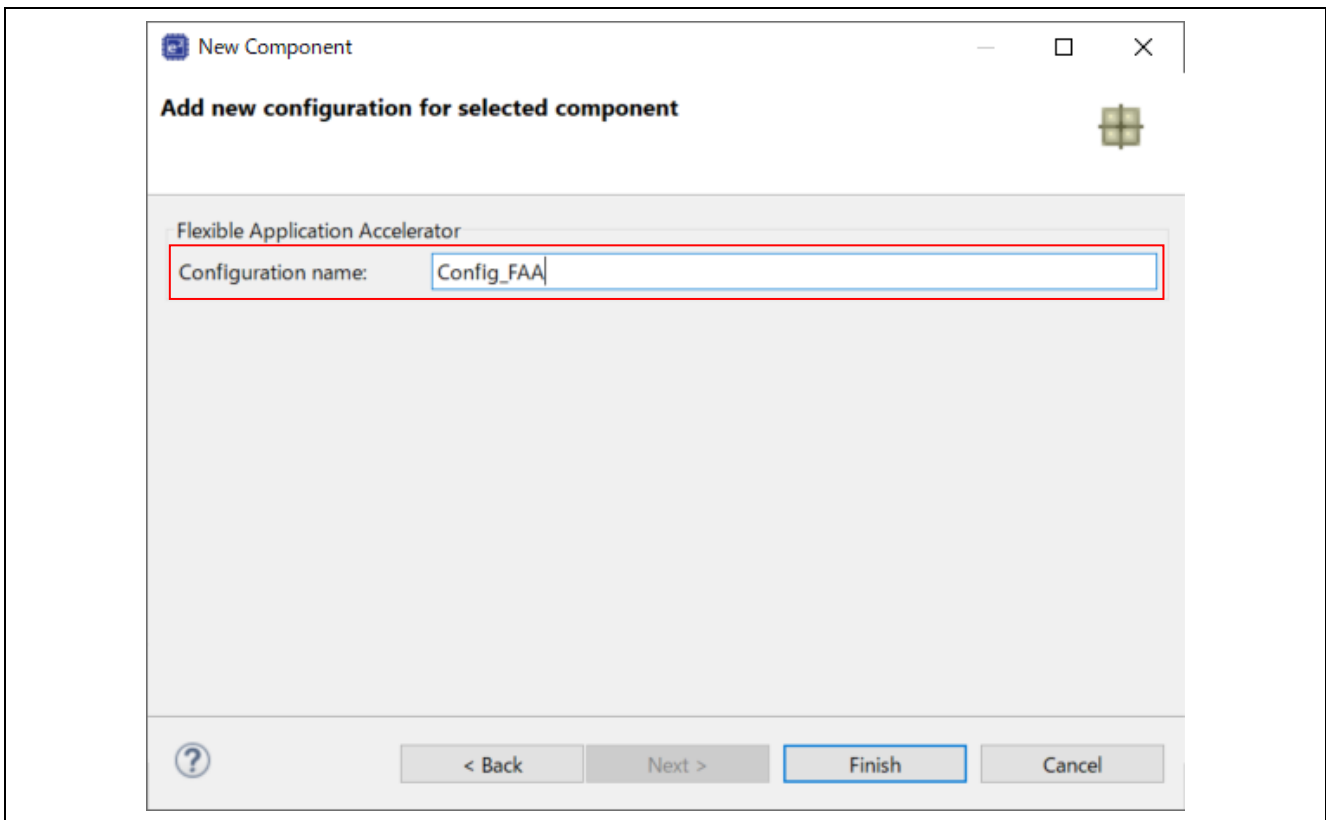 New Component
Add new configuration for selected component
Flexible Application Accelerator
Configuration name: Config_FAA
< Back Next > Finish Cancel